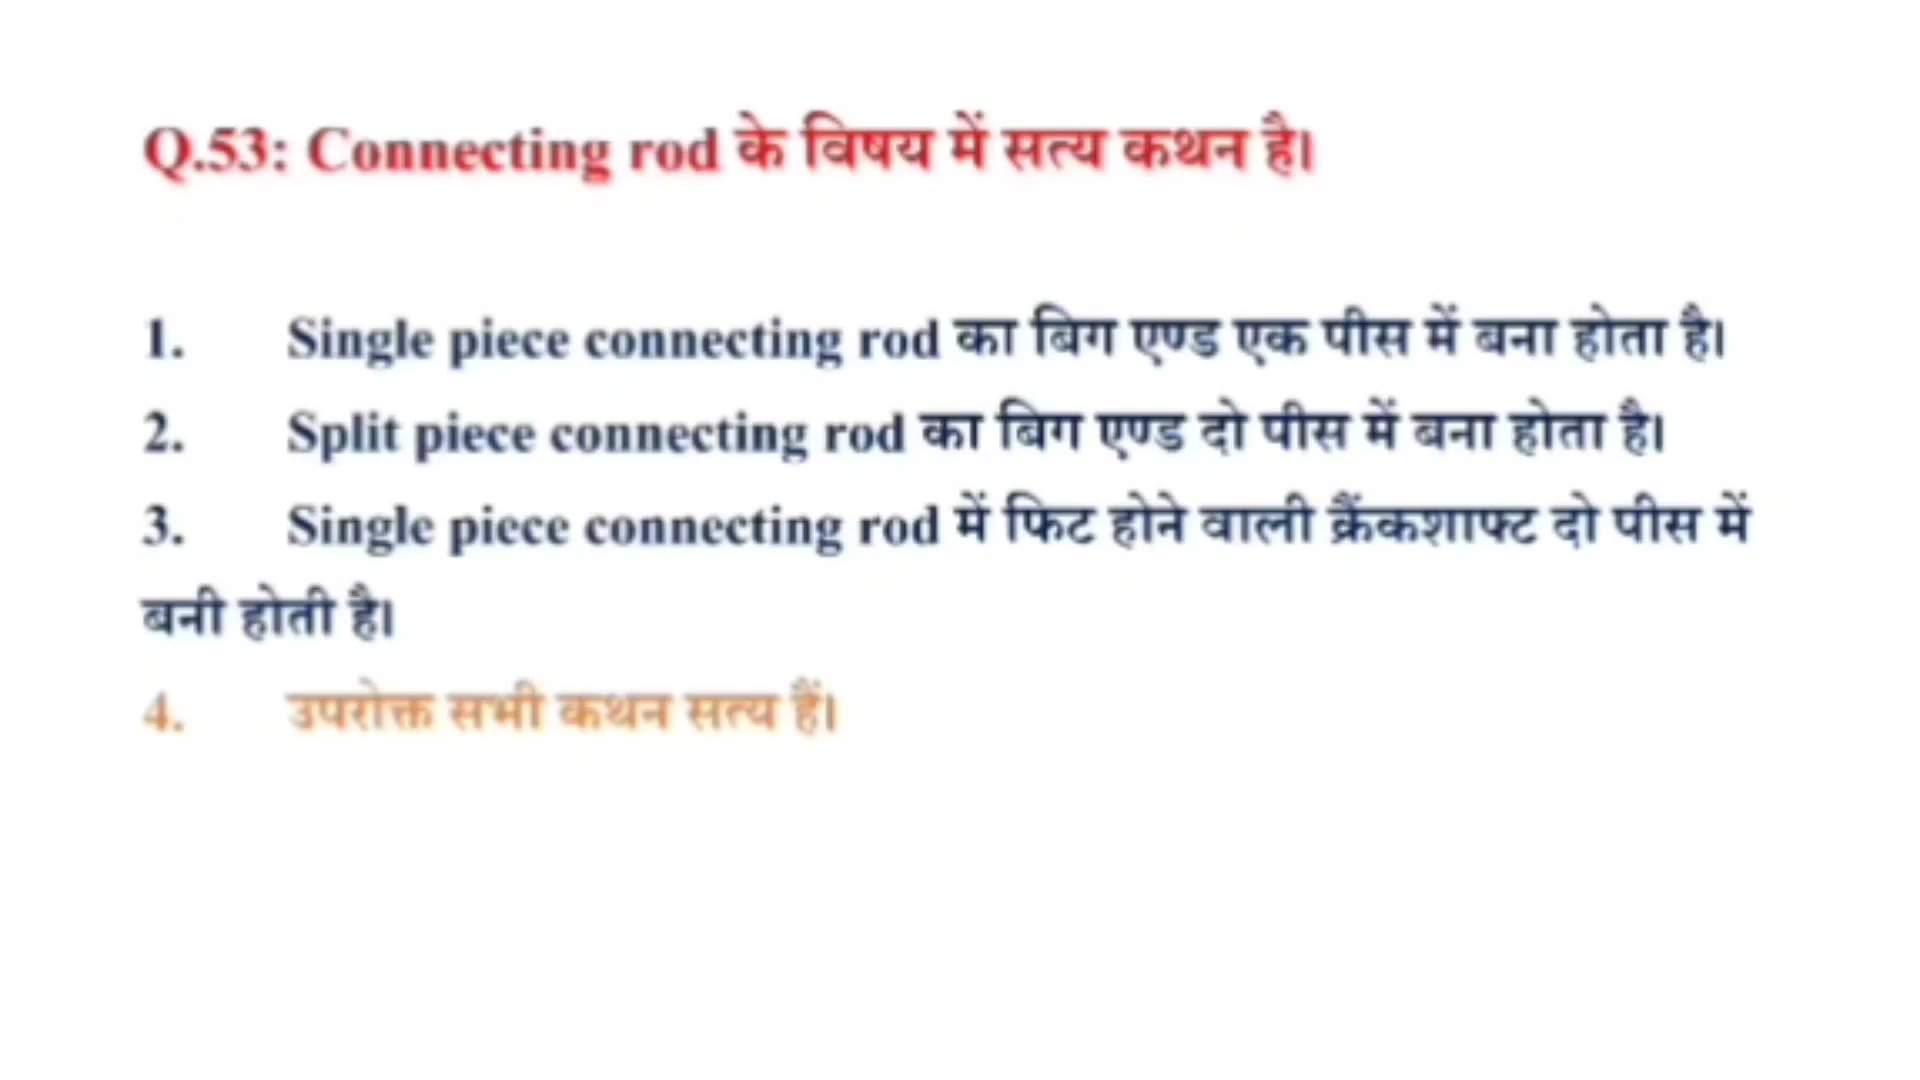 Q.53: Connecting rod के विषय में सत्य कथन है।
1. Single piece connecting rod का बिग एण्ड एक पीस में बना होता है।
2. Split piece connecting rod का बिग एण्ड दो पीस में बना होता है।
3. Single piece connecting rod में फिट होने वाली क्रैंकशाफ्ट दो पीस में
बनी होती है।
4. उपरोक्त सभी कथन सत्य हैं।